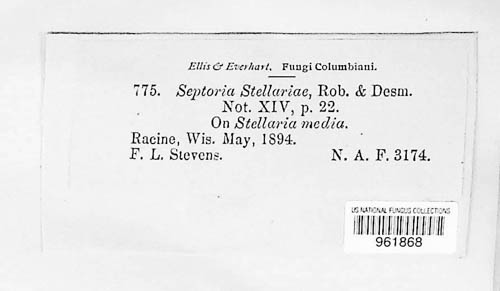 Ellis & Everhart. Fungi Columbiani.
775. Septoria Stellariae, Rob. & Desm.
Not. XIV, p. 22.
On Stellaria media.
Racine, Wis. May, 1894.
F. L. Stevens. N. A. F. 3174.
US NATIONAL FUNGUS COLLECTIONS
961868